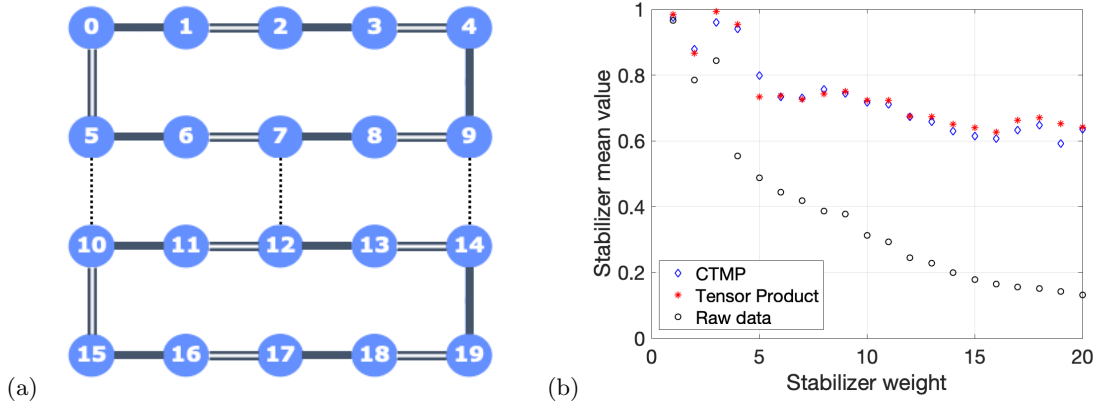 0 1 2 3 4
5 6 7 8 9
10 11 12 13 14
15 16 17 18 19
(a)
1
0.8
0.6
0.4
0.2
0
Stabilizer mean value
CTMP
Tensor Product
Raw data
0 5 10 15 20
Stabilizer weight
(b)